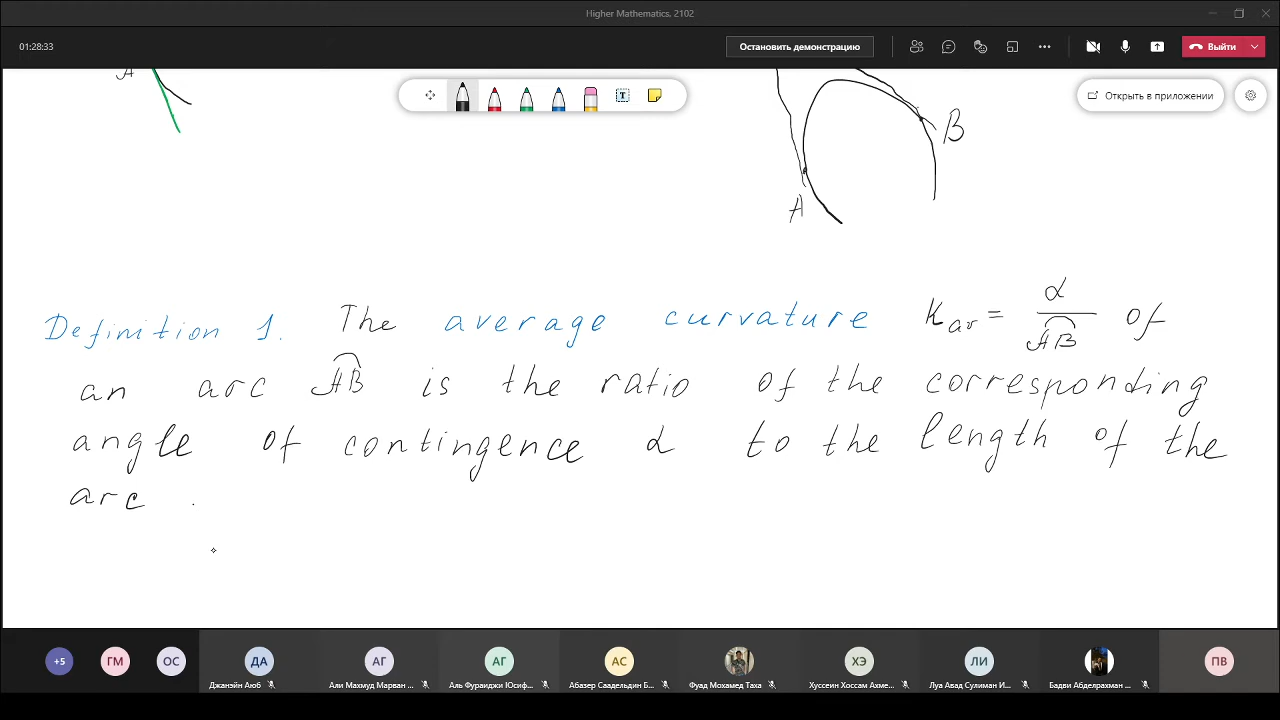 Higher Mathematics, 2102
01:28:33
Остановить демонстрацию
Выйти
Открыть в приложении
A
B
A
Definition 1. The average curvature K_av = α / AB of
an arc AB is the ratio of the corresponding
angle of contingence α to the length of the
arc .
+5
ГМ
ОС
ДА
АГ
АГ
АС
ХЭ
ЛИ
ПВ
Джанэйн Аюб
Али Махмуд Марван ...
Аль Фураиджи Юсиф...
Абазер Саадельдин Б...
Фуад Мохамед Таха
Хуссеин Хоссам Ахме...
Луа Авад Сулиман И...
Бадви Абделрахман ...